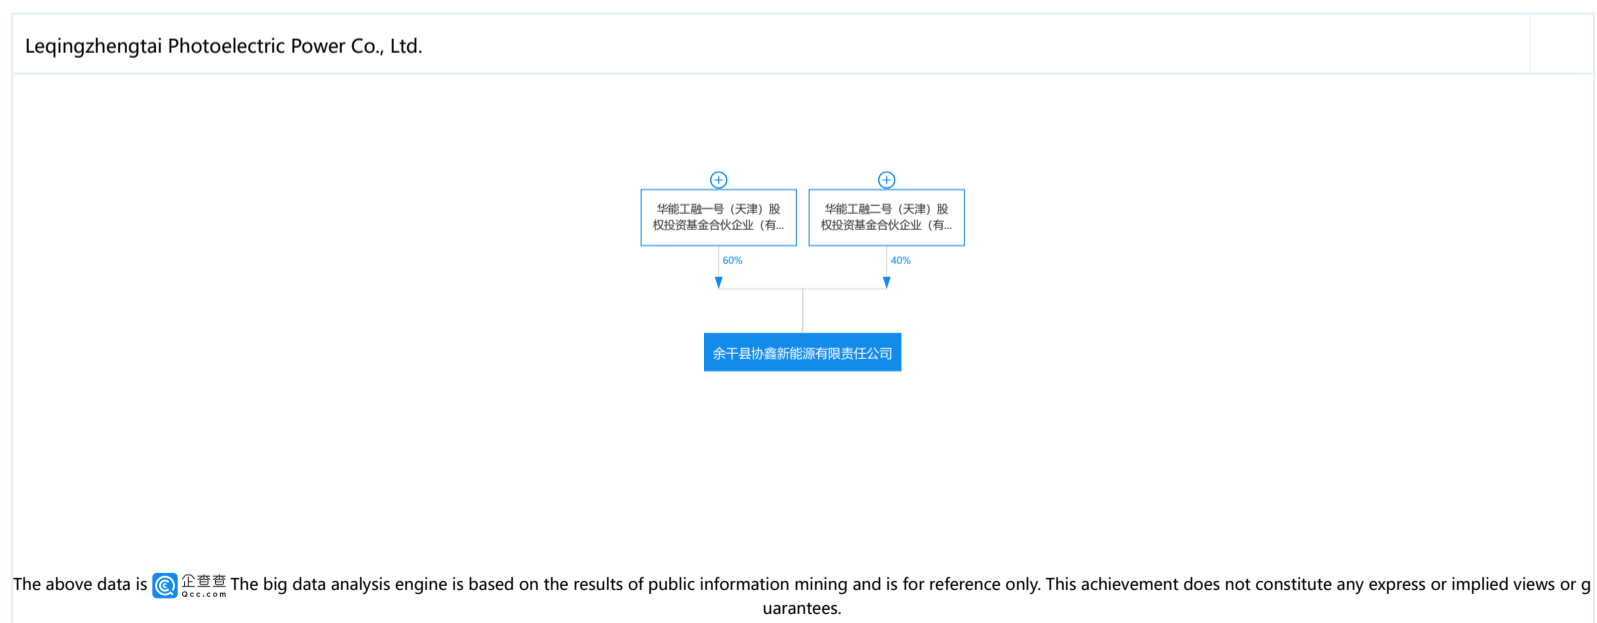 Leqingzhengtai Photoelectric Power Co., Ltd.
华能工融一号（天津）股
权投资基金合伙企业（有...
华能工融二号（天津）股
权投资基金合伙企业（有...
60%
40%
余干县协鑫新能源有限责任公司
The above data is 企查查 Qcc.com The big data analysis engine is based on the results of public information mining and is for reference only. This achievement does not constitute any express or implied views or g
uarantees.